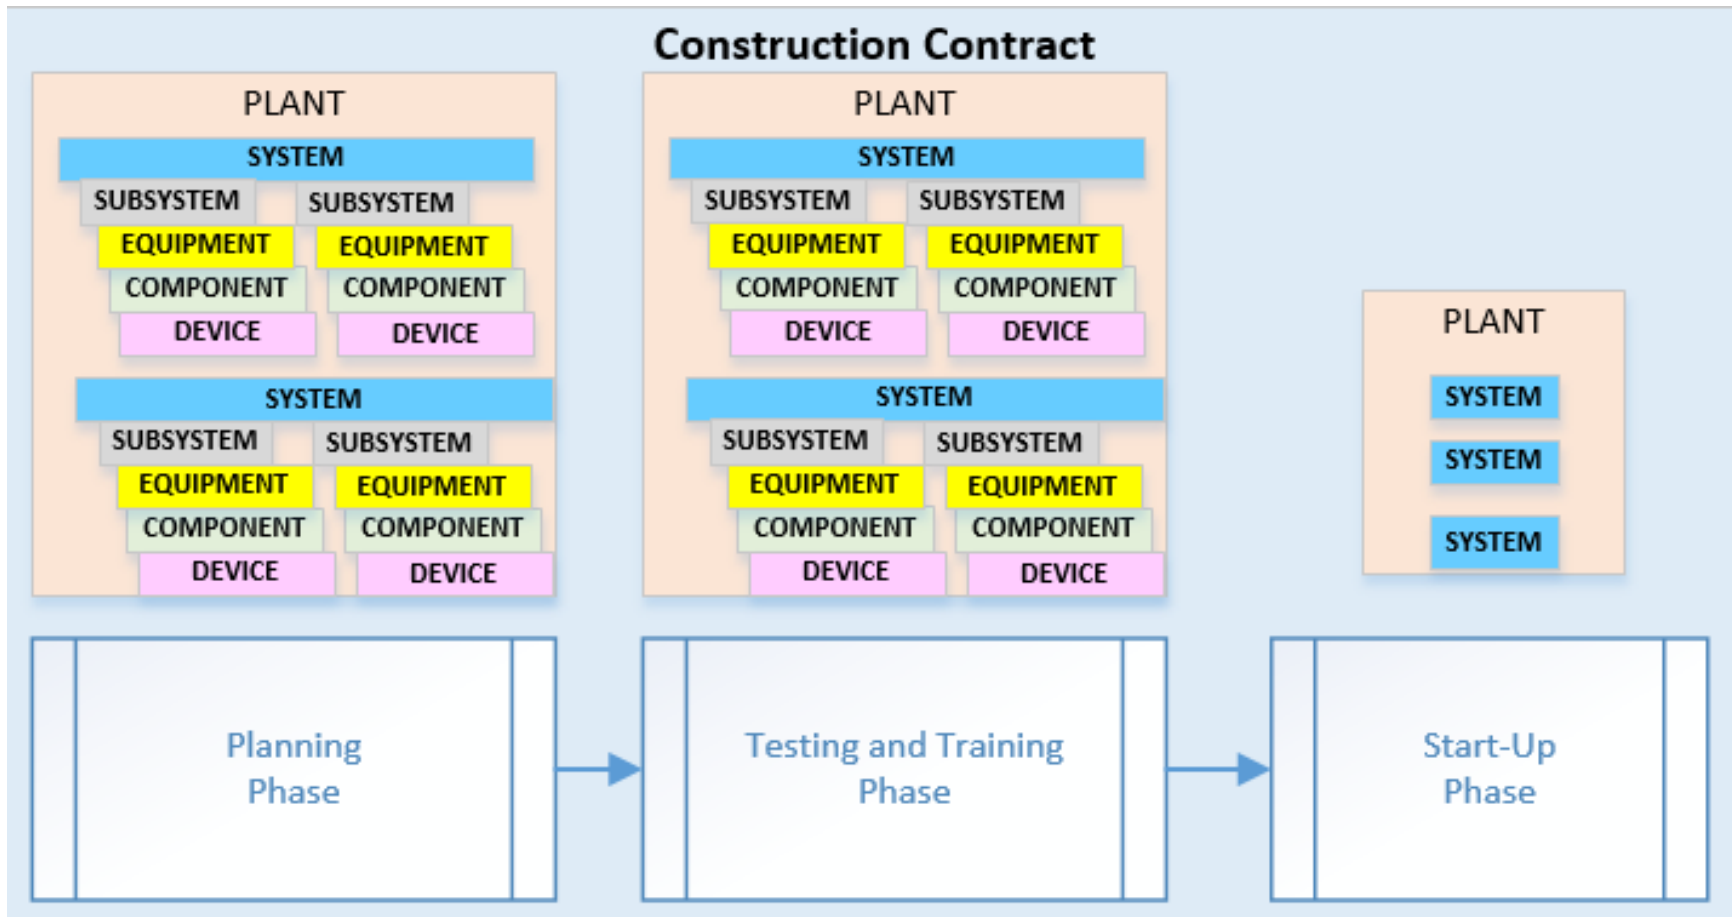 Construction Contract
PLANT
SYSTEM
SUBSYSTEM SUBSYSTEM
EQUIPMENT EQUIPMENT
COMPONENT COMPONENT
DEVICE DEVICE
SYSTEM
SUBSYSTEM SUBSYSTEM
EQUIPMENT EQUIPMENT
COMPONENT COMPONENT
DEVICE DEVICE
PLANT
SYSTEM
SUBSYSTEM SUBSYSTEM
EQUIPMENT EQUIPMENT
COMPONENT COMPONENT
DEVICE DEVICE
SYSTEM
SUBSYSTEM SUBSYSTEM
EQUIPMENT EQUIPMENT
COMPONENT COMPONENT
DEVICE DEVICE
PLANT
SYSTEM
SYSTEM
SYSTEM
Planning
Phase
Testing and Training
Phase
Start-Up
Phase